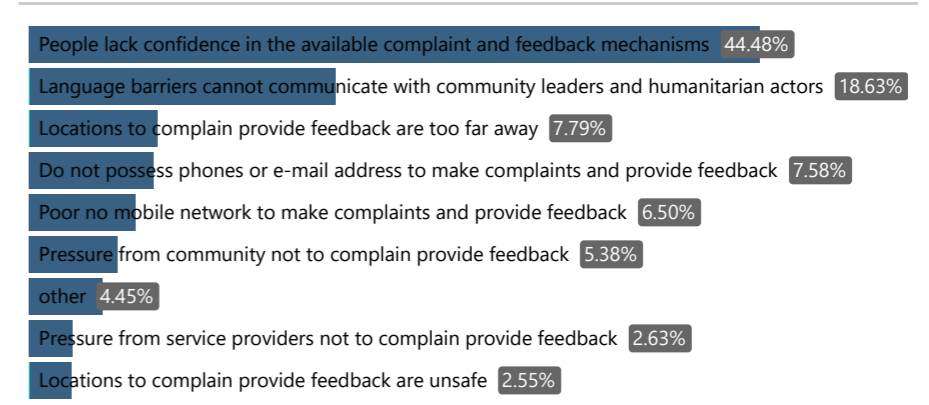 People lack confidence in the available complaint and feedback mechanisms 44.48%
Language barriers cannot communicate with community leaders and humanitarian actors 18.63%
Locations to complain provide feedback are too far away 7.79%
Do not possess phones or e-mail address to make complaints and provide feedback 7.58%
Poor no mobile network to make complaints and provide feedback 6.50%
Pressure from community not to complain provide feedback 5.38%
other 4.45%
Pressure from service providers not to complain provide feedback 2.63%
Locations to complain provide feedback are unsafe 2.55%